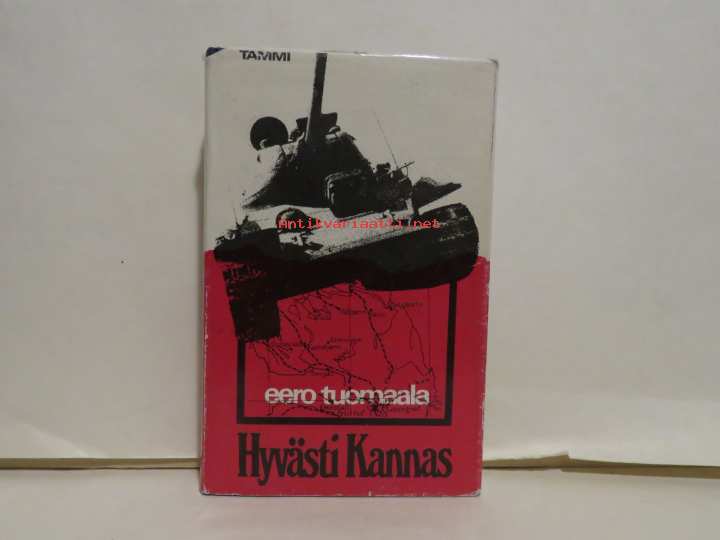 TAMMI
Antikvariaatti.net
eero tuomaala
Hyvästi Kannas